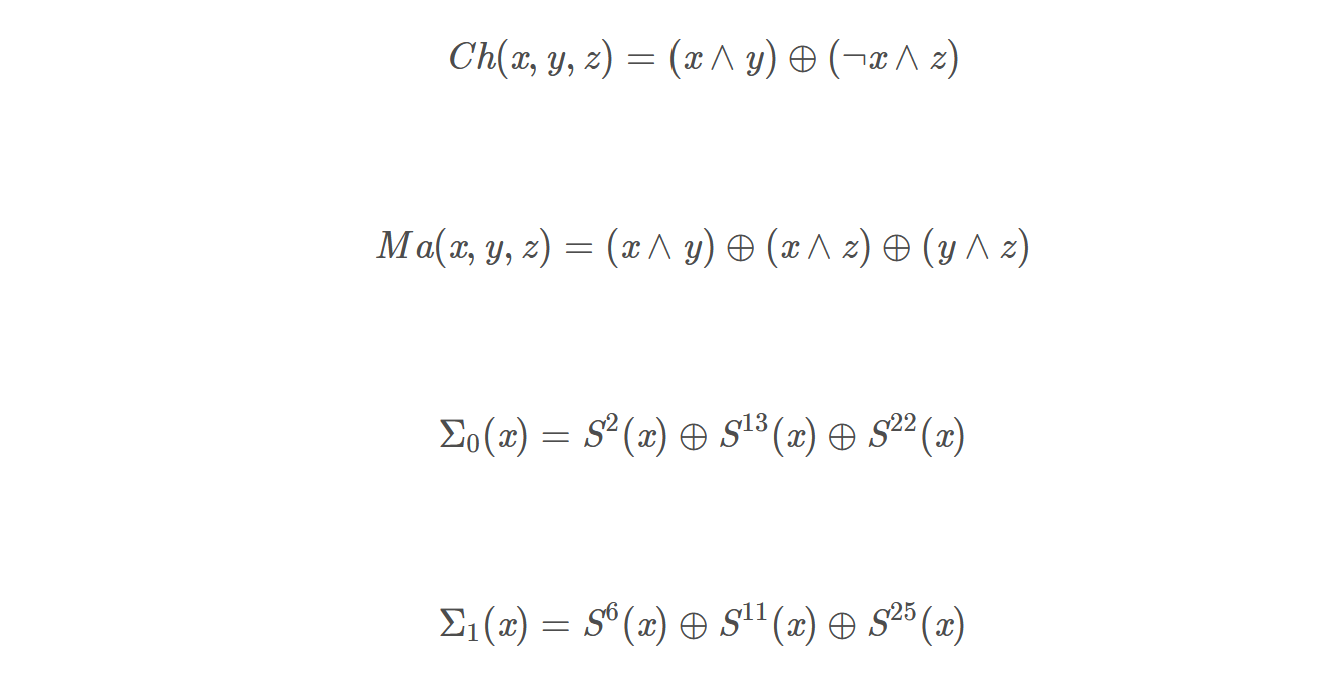 Ch(x, y, z) = (x ∧ y) ⊕ (¬x ∧ z)
Ma(x, y, z) = (x ∧ y) ⊕ (x ∧ z) ⊕ (y ∧ z)
Σ₀(x) = S²(x) ⊕ S¹³(x) ⊕ S²²(x)
Σ₁(x) = S⁶(x) ⊕ S¹¹(x) ⊕ S²⁵(x)